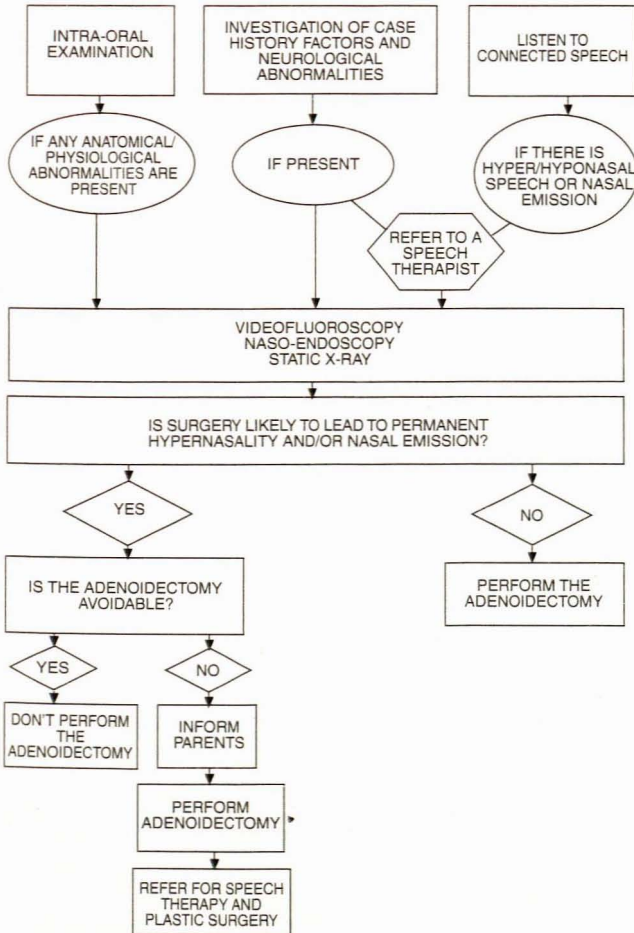 INTRA-ORAL
EXAMINATION
INVESTIGATION OF CASE
HISTORY FACTORS AND
NEUROLOGICAL
ABNORMALITIES
LISTEN TO
CONNECTED SPEECH
IF ANY ANATOMICAL/
PHYSIOLOGICAL
ABNORMALITIES ARE
PRESENT
IF PRESENT
IF THERE IS
HYPER/HYPONASAL
SPEECH OR NASAL
EMISSION
REFER TO A
SPEECH
THERAPIST
VIDEOFLUOROSCOPY
NASO-ENDOSCOPY
STATIC X-RAY
IS SURGERY LIKELY TO LEAD TO PERMANENT
HYPERNASALITY AND/OR NASAL EMISSION?
YES
NO
IS THE ADENOIDECTOMY
AVOIDABLE?
PERFORM THE
ADENOIDECTOMY
YES
NO
DON'T PERFORM
THE
ADENOIDECTOMY
INFORM
PARENTS
PERFORM
ADENOIDECTOMY
REFER FOR SPEECH
THERAPY AND
PLASTIC SURGERY